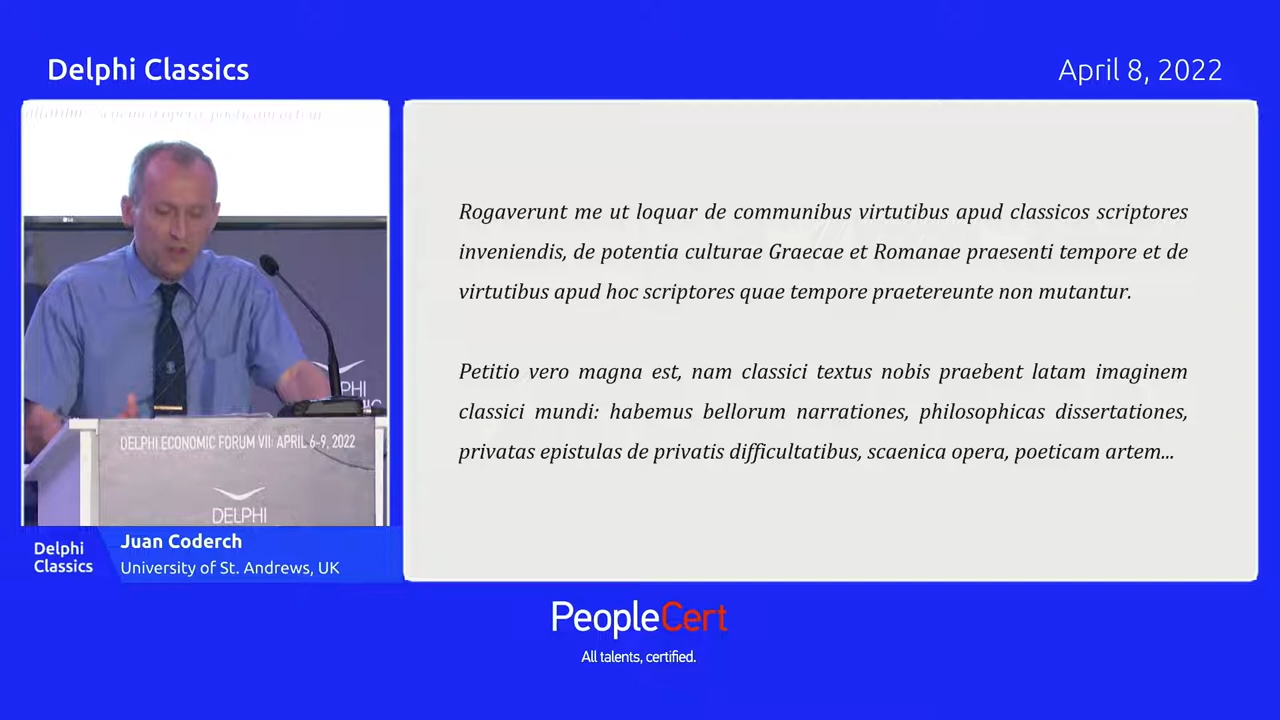 Delphi Classics
April 8, 2022
Rogaverunt me ut loquar de communibus virtutibus apud classicos scriptores
inveniendis, de potentia culturae Graecae et Romanae praesenti tempore et de
virtutibus apud hoc scriptores quae tempore praetereunte non mutantur.
Petitio vero magna est, nam classici textus nobis praebent latam imaginem
classici mundi: habemus bellorum narrationes, philosophicas dissertationes,
privatas epistulas de privatis difficultatibus, scaenica opera, poeticam artem...
DELPHI ECONOMIC FORUM VII: APRIL 6-9, 2022
DELPHI
Delphi
Classics
Juan Coderch
University of St. Andrews, UK
PeopleCert
All talents, certified.